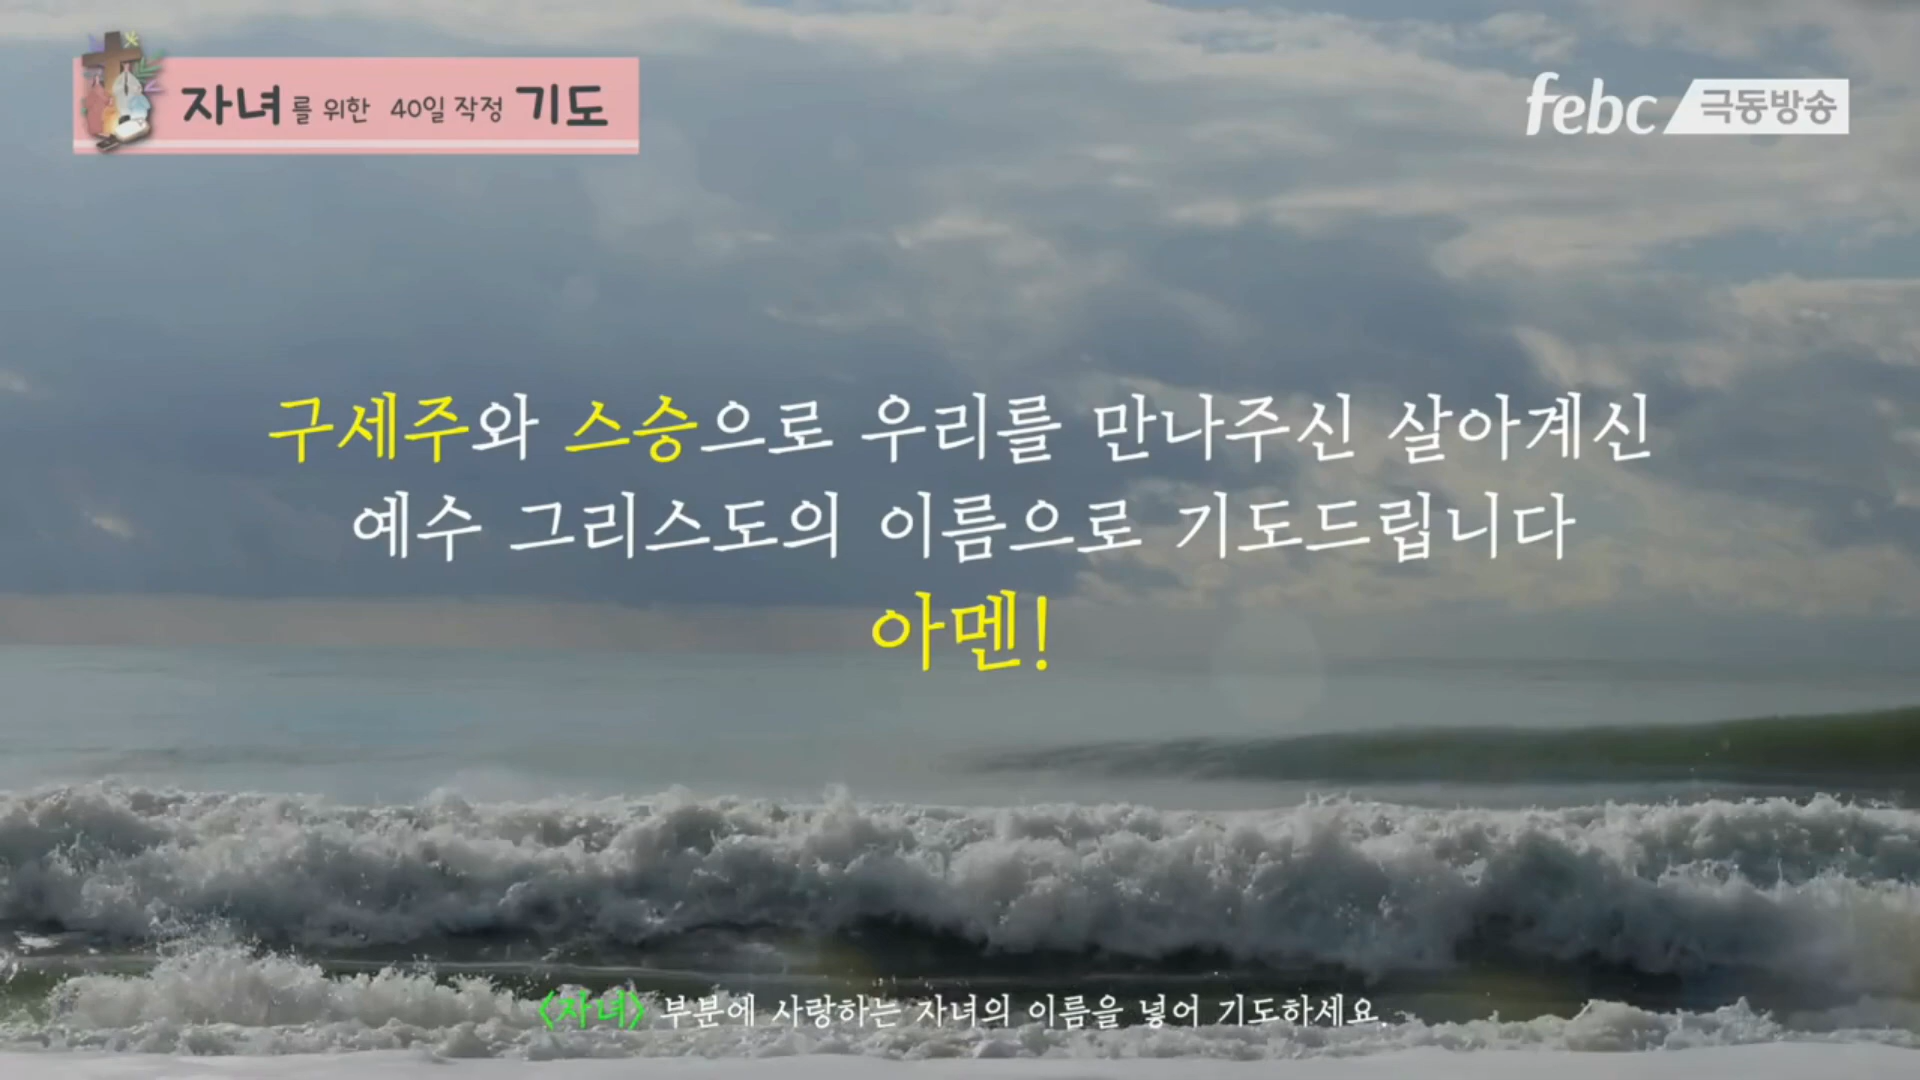 자녀를 위한 40일 작정 기도
febc 극동방송
구세주와 스승으로 우리를 만나주신 살아계신
예수 그리스도의 이름으로 기도드립니다
아멘!
<자녀> 부분에 사랑하는 자녀의 이름을 넣어 기도하세요.